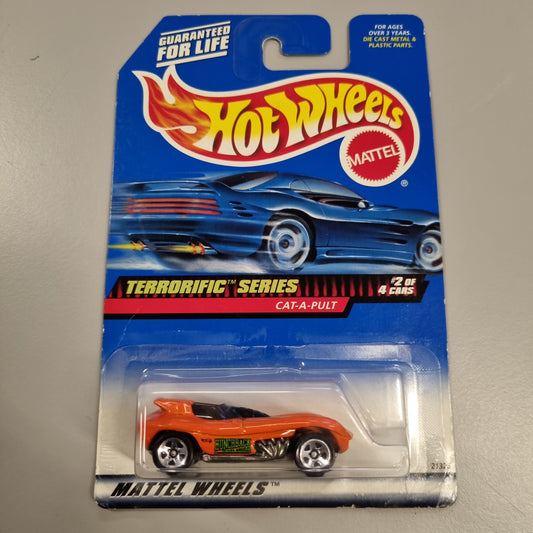 GUARANTEED
FOR LIFE
FOR AGES
OVER 3 YEARS.
DIE CAST METAL &
PLASTIC PARTS.
HOT WHEELS
MATTEL
®
TERRORIFIC™ SERIES
#2 OF
4 CARS
CAT-A-PULT
HUNCHBACK
MATTEL WHEELS™